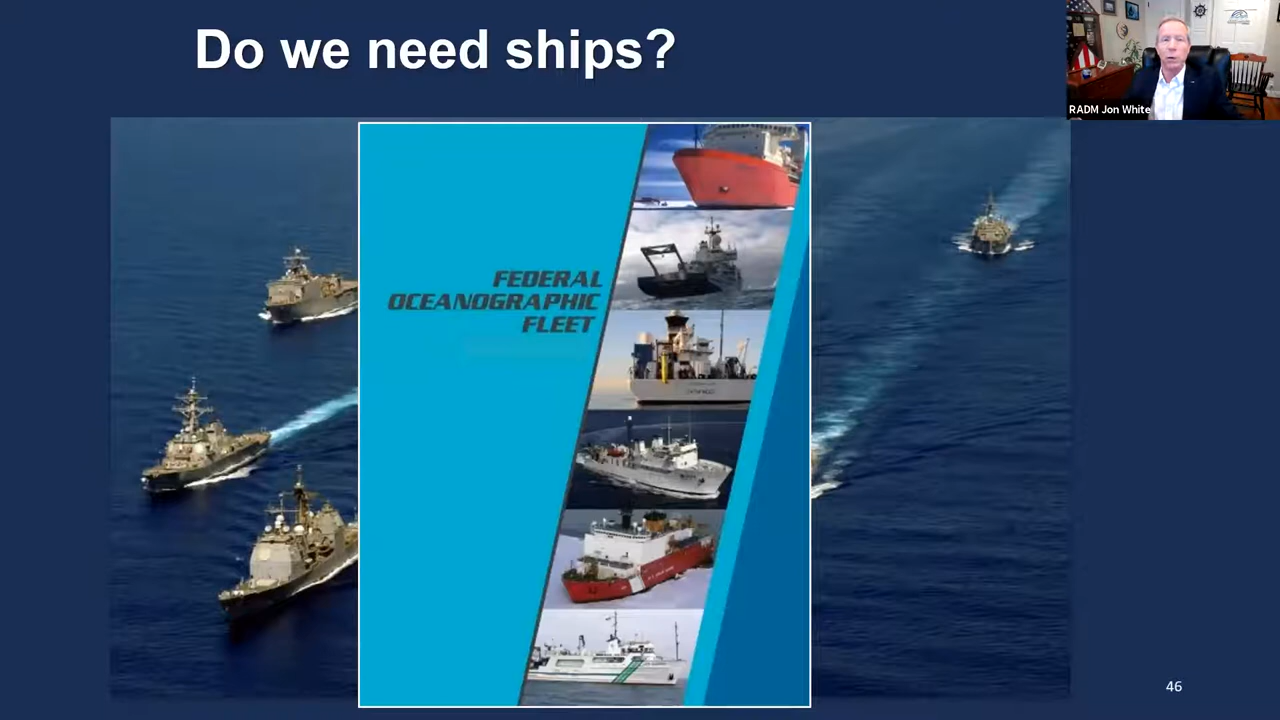 Do we need ships?
RADM Jon White
FEDERAL
OCEANOGRAPHIC
FLEET
46